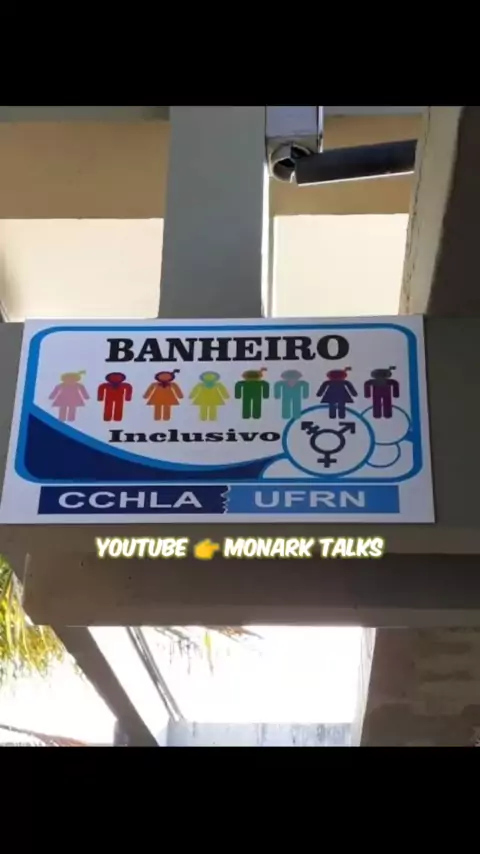 BANHEIRO
Inclusivo
CCHLA UFRN
YOUTUBE 👉 MONARK TALKS